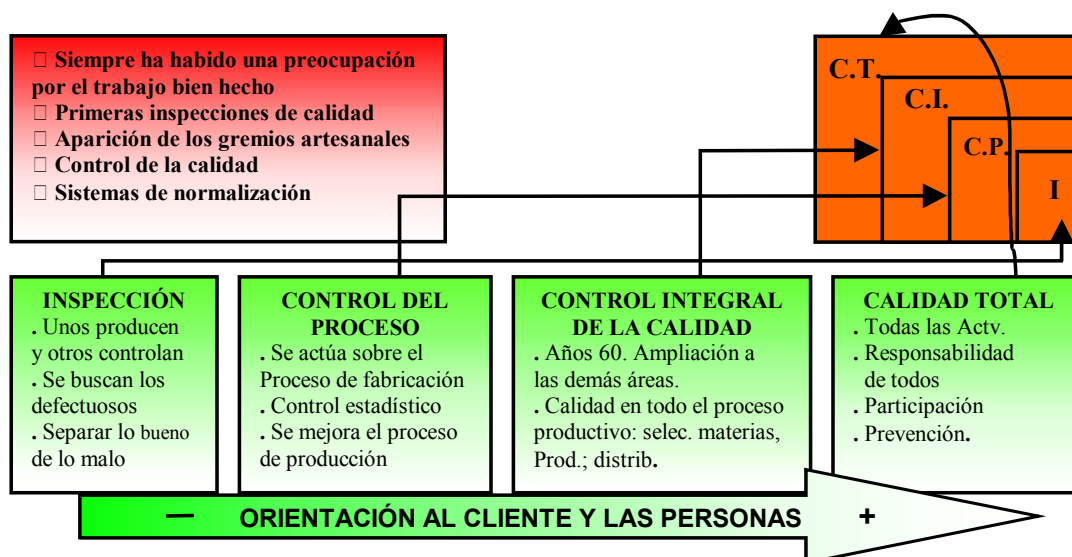 □ Siempre ha habido una preocupación
por el trabajo bien hecho
□ Primeras inspecciones de calidad
□ Aparición de los gremios artesanales
□ Control de la calidad
□ Sistemas de normalización
C.T.
C.I.
C.P.
I
INSPECCIÓN
. Unos producen
y otros controlan
. Se buscan los
defectuosos
. Separar lo bueno
de lo malo
CONTROL DEL
PROCESO
. Se actúa sobre el
Proceso de fabricación
. Control estadístico
. Se mejora el proceso
de producción
CONTROL INTEGRAL
DE LA CALIDAD
. Años 60. Ampliación a
las demás áreas.
. Calidad en todo el proceso
productivo: selec. materias,
Prod.; distrib.
CALIDAD TOTAL
. Todas las Actv.
. Responsabilidad
de todos
. Participación
. Prevención.
— ORIENTACIÓN AL CLIENTE Y LAS PERSONAS +